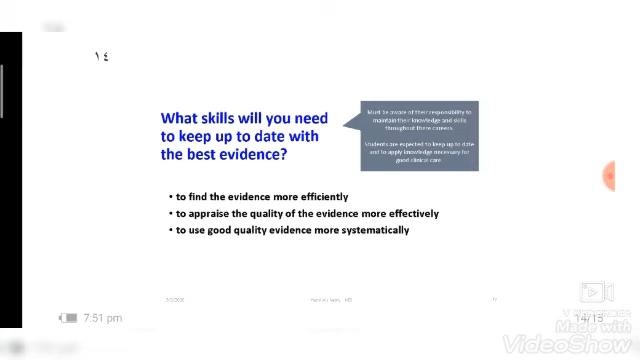 ١٤
What skills will you need
to keep up to date with
the best evidence?
Must be aware of their responsibility to
maintain their knowledge and skills
throughout there careers.
Students are expected to keep up to date
and to apply knowledge necessary for
good clinical care.
• to find the evidence more efficiently
• to appraise the quality of the evidence more effectively
• to use good quality evidence more systematically
7:51 pm
14/15
Made with
VideoShow